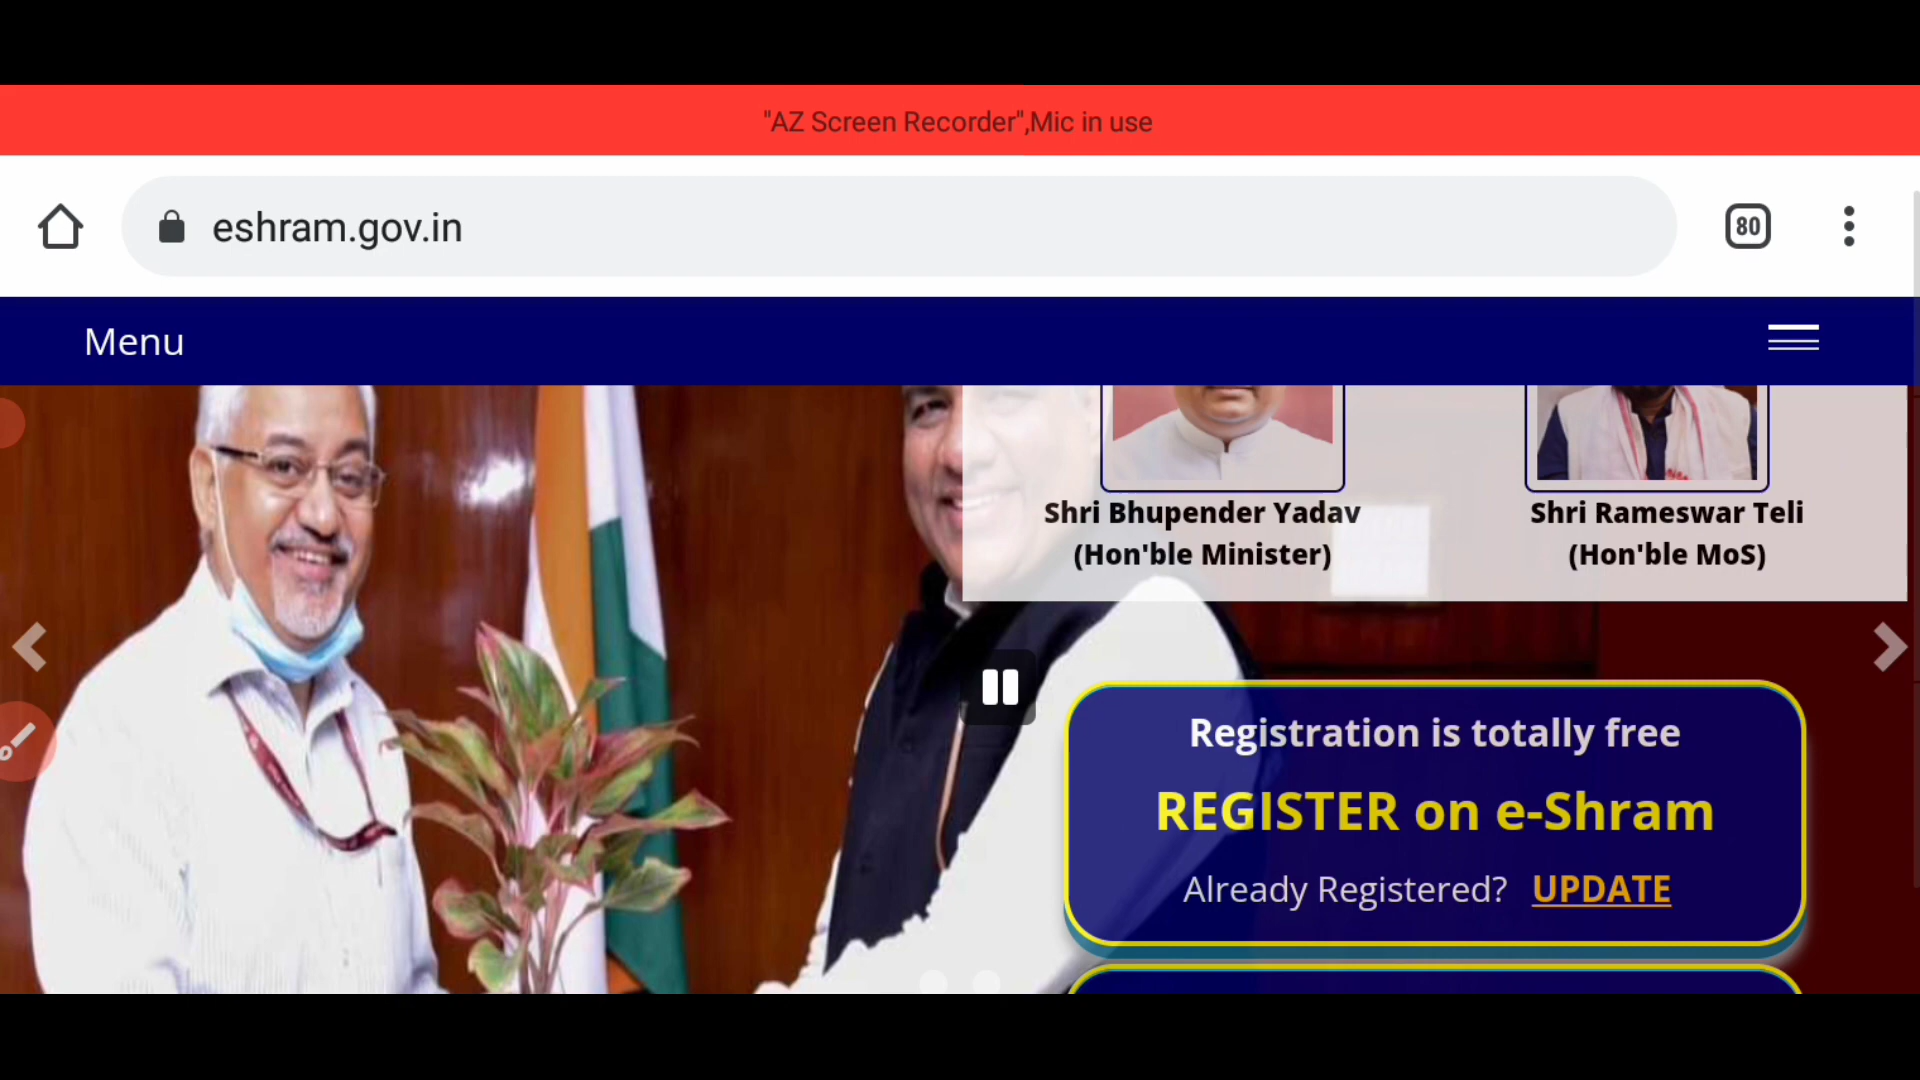 "AZ Screen Recorder",Mic in use
eshram.gov.in
80
Menu
Shri Bhupender Yadav
(Hon'ble Minister)
Shri Rameswar Teli
(Hon'ble MoS)
Registration is totally free
REGISTER on e-Shram
Already Registered? UPDATE